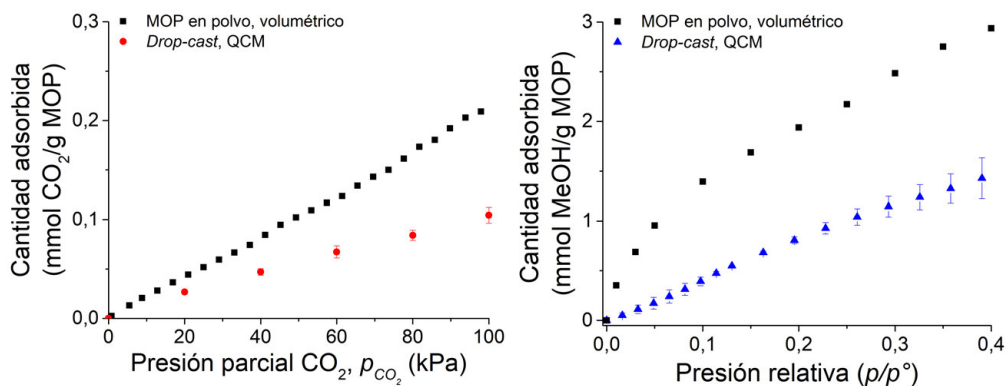 MOP en polvo, volumétrico
Drop-cast, QCM
Cantidad adsorbida
(mmol CO₂/g MOP)
0,3
0,2
0,1
0,0
0
20
40
60
80
100
Presión parcial CO₂, p_CO₂ (kPa)
MOP en polvo, volumétrico
Drop-cast, QCM
Cantidad adsorbida
(mmol MeOH/g MOP)
3
2
1
0
0,0
0,1
0,2
0,3
0,4
Presión relativa (p/p°)